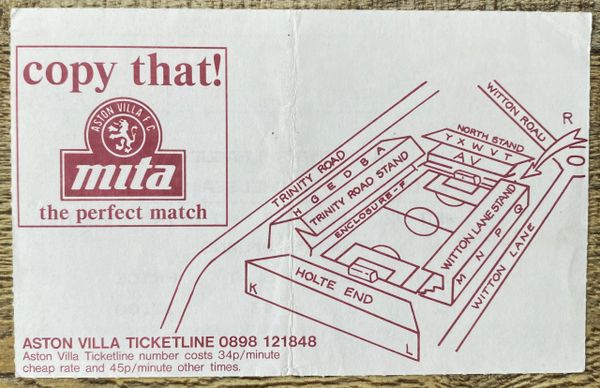 copy that!
ASTON VILLA F C
mita
the perfect match
WITTON ROAD
R
NORTH STAND
Y X W V T
A V
TRINITY ROAD
H G E D B A
TRINITY ROAD STAND
ENCLOSURE-F
WITTON LANE STAND
M N P Q
WITTON LANE
HOLTE END
K
L
ASTON VILLA TICKETLINE 0898 121848
Aston Villa Ticketline number costs 34p/minute
cheap rate and 45p/minute other times.